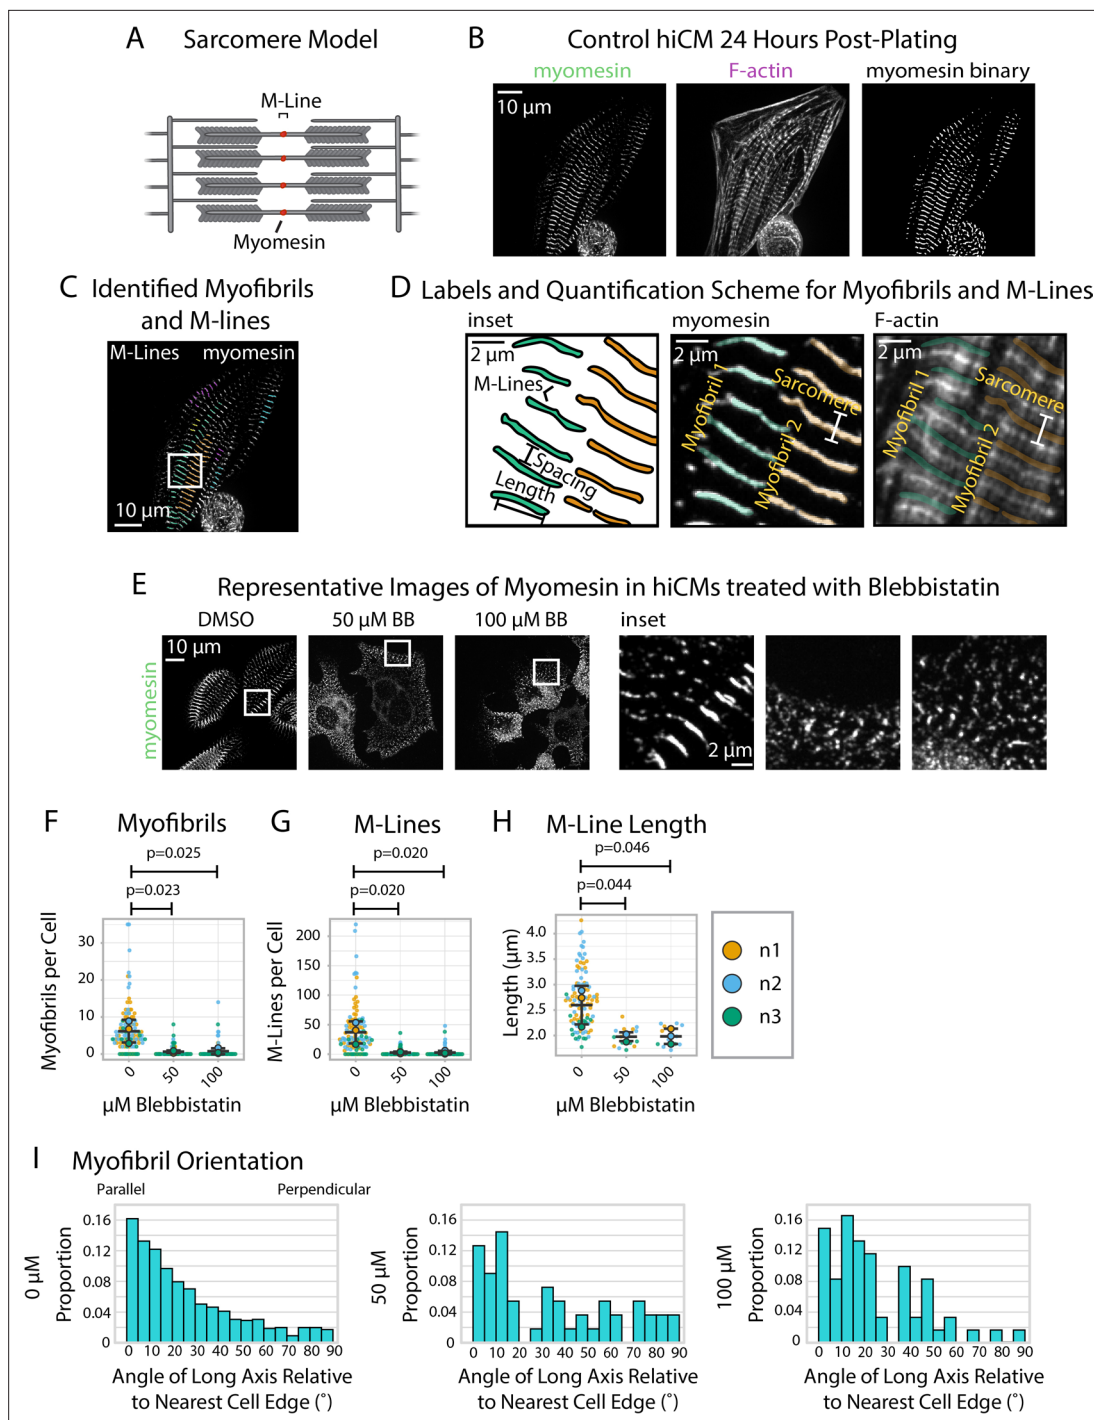 A Sarcomere Model
M-Line
Myomesin
B Control hiCM 24 Hours Post-Plating
myomesin F-actin myomesin binary
10 µm
C Identified Myofibrils
and M-lines
M-Lines myomesin
10 µm
D Labels and Quantification Scheme for Myofibrils and M-Lines
inset myomesin F-actin
2 µm 2 µm 2 µm
M-Lines
Spacing
Length
Myofibril 1
Myofibril 2
Sarcomere
Myofibril 1
Myofibril 2
Sarcomere
E Representative Images of Myomesin in hiCMs treated with Blebbistatin
DMSO 50 µM BB 100 µM BB inset
myomesin
10 µm
2 µm
F Myofibrils
p=0.025
p=0.023
Myofibrils per Cell
30
20
10
0
0 50 100
µM Blebbistatin
G M-Lines
p=0.020
p=0.020
M-Lines per Cell
200
150
100
50
0
0 50 100
µM Blebbistatin
H M-Line Length
p=0.046
p=0.044
Length (µm)
4.0
3.0
2.5
2.0
0 50 100
µM Blebbistatin
n1
n2
n3
I Myofibril Orientation
Parallel Perpendicular
0 µM
Proportion
0.16
0.12
0.08
0.04
0
0 10 20 30 40 50 60 70 80 90
Angle of Long Axis Relative
to Nearest Cell Edge (˚)
50 µM
Proportion
0.16
0.12
0.08
0.04
0
0 10 20 30 40 50 60 70 80 90
Angle of Long Axis Relative
to Nearest Cell Edge (˚)
100 µM
Proportion
0.16
0.12
0.08
0.04
0
0 10 20 30 40 50 60 70 80 90
Angle of Long Axis Relative
to Nearest Cell Edge (˚)